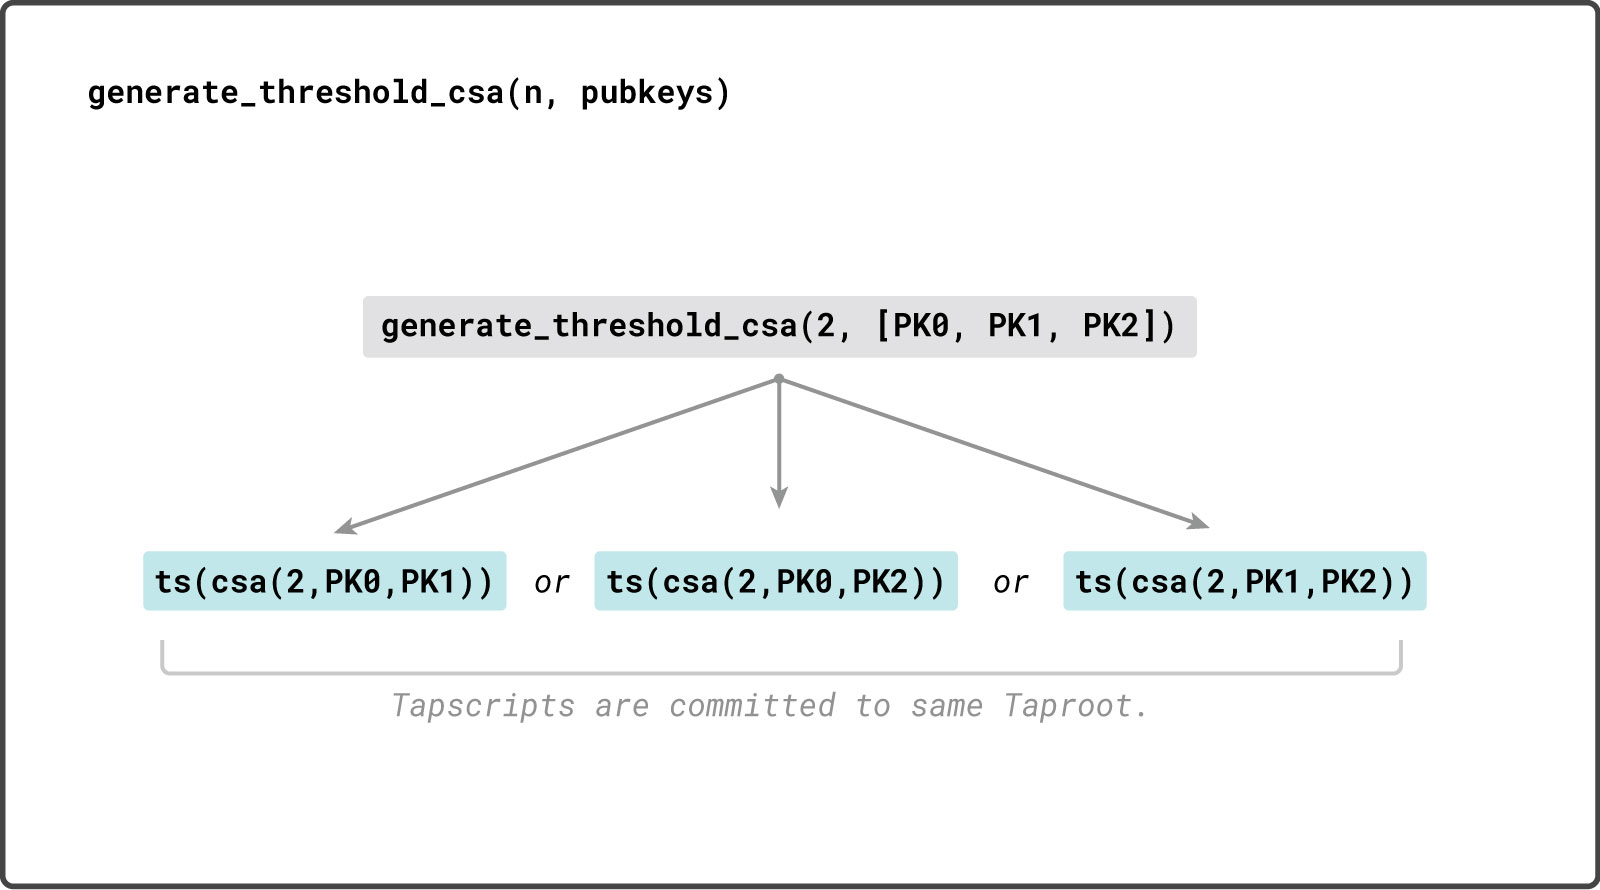 generate_threshold_csa(n, pubkeys)
generate_threshold_csa(2, [PK0, PK1, PK2])
ts(csa(2,PK0,PK1)) or ts(csa(2,PK0,PK2)) or ts(csa(2,PK1,PK2))
Tapscripts are committed to same Taproot.